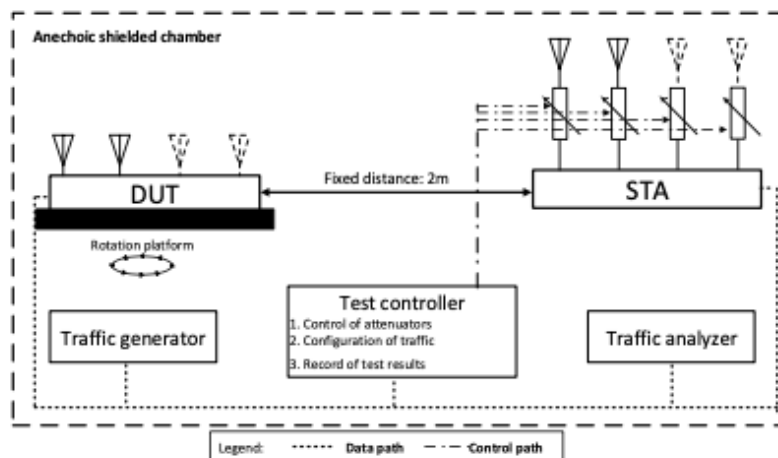 Anechoic shielded chamber
DUT
Fixed distance: 2m
STA
Rotation platform
Traffic generator
Test controller
1. Control of attenuators
2. Configuration of traffic
3. Record of test results
Traffic analyzer
Legend: Data path Control path